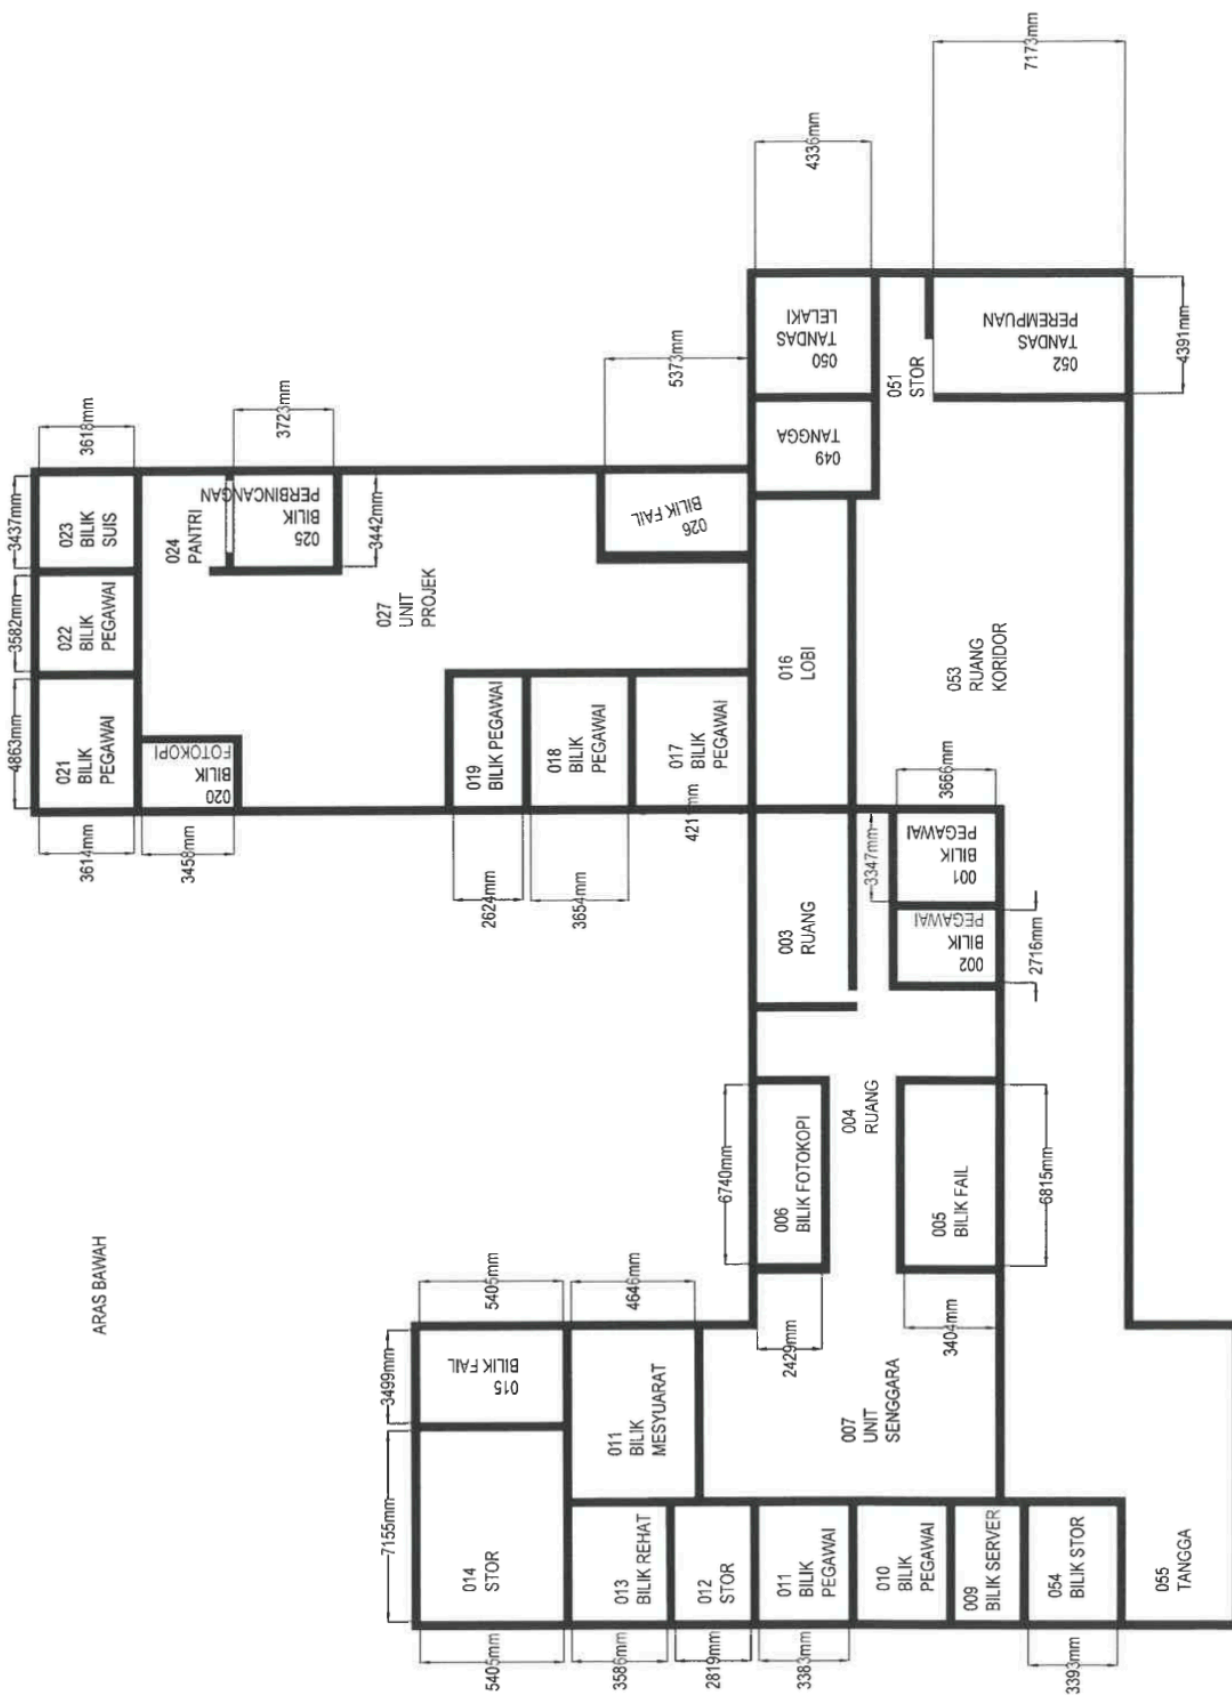 7173mm
4336mm
3618mm
3437mm
3723mm
5373mm
050
TANDAS
LELAKI
052
TANDAS
PEREMPUAN
4391mm
051
STOR
049
TANGGA
023
BILIK
SUIS
024
PANTRI
025
BILIK
PERBINCANGAN
3442mm
026
BILIK FAIL
3582mm
022
BILIK
PEGAWAI
027
UNIT
PROJEK
016
LOBI
053
RUANG
KORIDOR
4863mm
021
BILIK
PEGAWAI
020
BILIK
FOTOKOPI
019
BILIK PEGAWAI
018
BILIK
PEGAWAI
017
BILIK
PEGAWAI
3614mm
3458mm
2624mm
3654mm
3666mm
3347mm
001
BILIK
PEGAWAI
002
BILIK
PEGAWAI
2716mm
003
RUANG
004
RUANG
6740mm
006
BILIK FOTOKOPI
005
BILIK FAIL
6815mm
ARAS BAWAH
5405mm
4646mm
2429mm
3404mm
3499mm
015
BILIK FAIL
7155mm
014
STOR
011
BILIK
MESYUARAT
007
UNIT
SENGGARA
013
BILIK REHAT
012
STOR
011
BILIK
PEGAWAI
010
BILIK
PEGAWAI
009
BILIK SERVER
054
BILIK STOR
055
TANGGA
5405mm
3586mm
2819mm
3383mm
3393mm